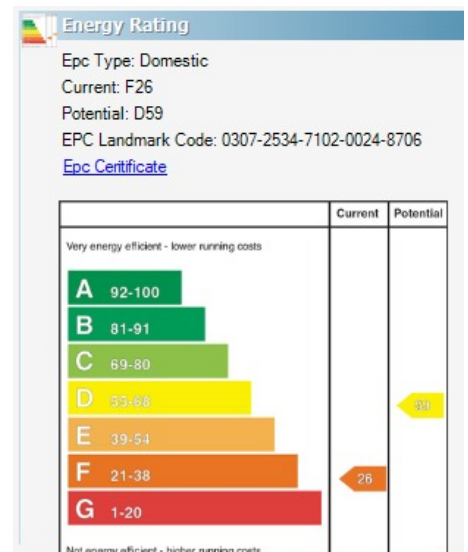 Energy Rating
Epc Type: Domestic
Current: F26
Potential: D59
EPC Landmark Code: 0307-2534-7102-0024-8706
Epc Ceritificate
Current Potential
Very energy efficient - lower running costs
A 92-100
B 81-91
C 69-80
D 55-68
59
E 39-54
F 21-38
26
G 1-20
Not energy efficient - higher running costs